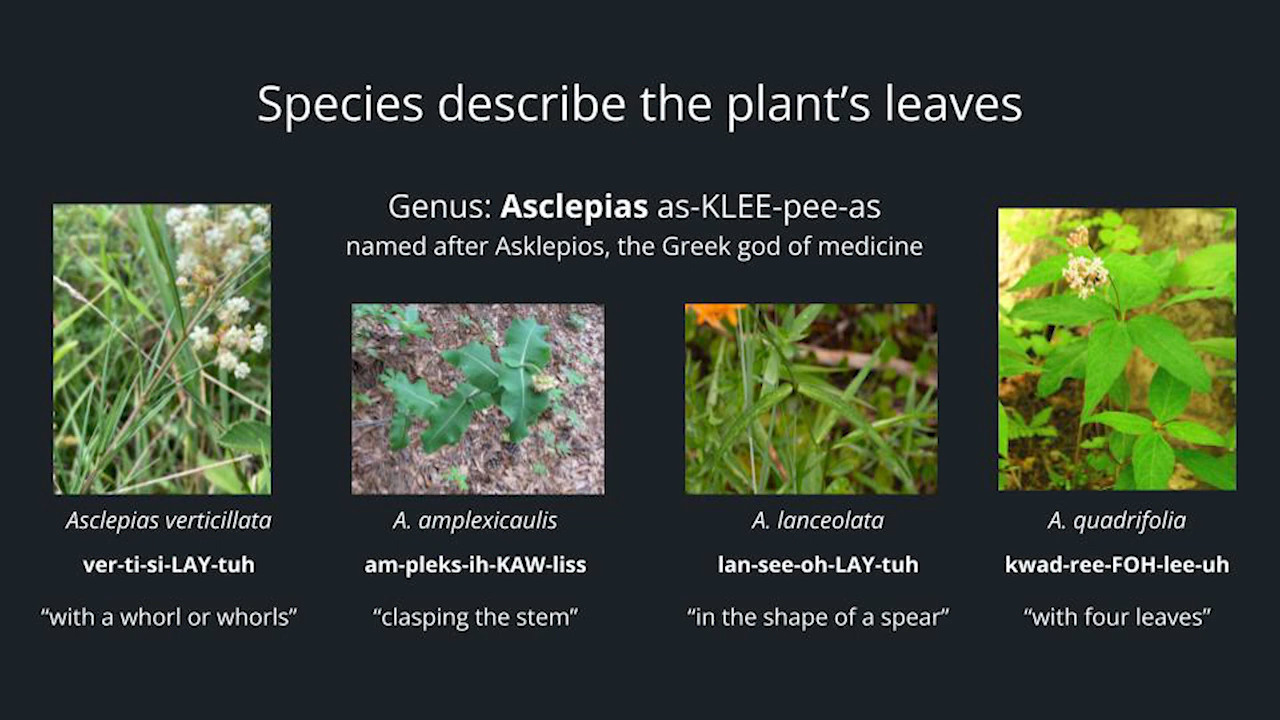 Species describe the plant’s leaves
Genus: Asclepias as-KLEE-pee-as
named after Asklepios, the Greek god of medicine
Asclepias verticillata
ver-ti-si-LAY-tuh
“with a whorl or whorls”
A. amplexicaulis
am-pleks-ih-KAW-liss
“clasping the stem”
A. lanceolata
lan-see-oh-LAY-tuh
“in the shape of a spear”
A. quadrifolia
kwad-ree-FOH-lee-uh
“with four leaves”